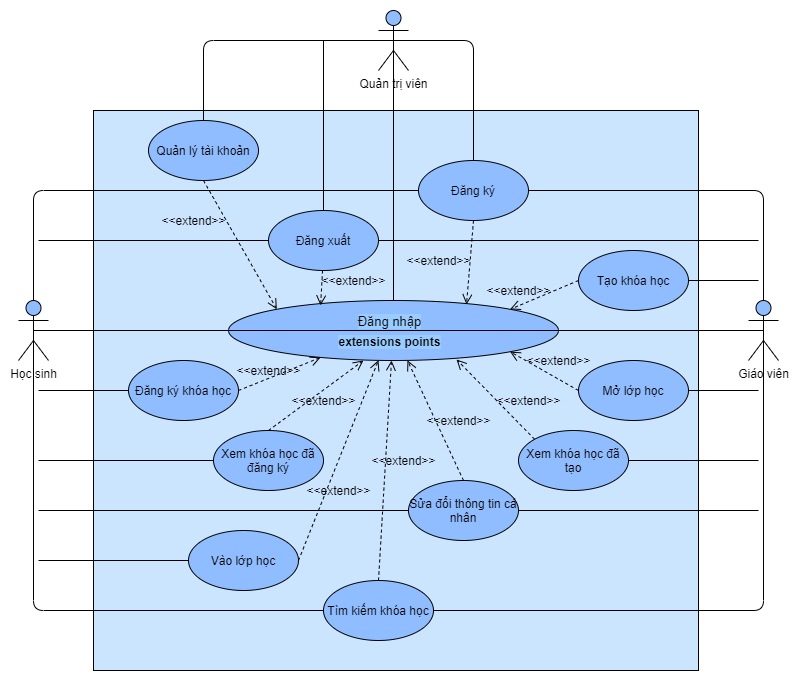 Quản trị viên
Quản lý tài khoản
Đăng ký
<<extend>>
Đăng xuất
<<extend>>
<<extend>>
Tạo khóa học
<<extend>>
Đăng nhập
extensions points
Học sinh
Giáo viên
<<extend>>
<<extend>>
Đăng ký khóa học
Mở lớp học
<<extend>>
<<extend>>
<<extend>>
Xem khóa học đã
đăng ký
Xem khóa học đã
tạo
<<extend>>
<<extend>>
Sửa đổi thông tin cá
nhân
Vào lớp học
Tìm kiếm khóa học